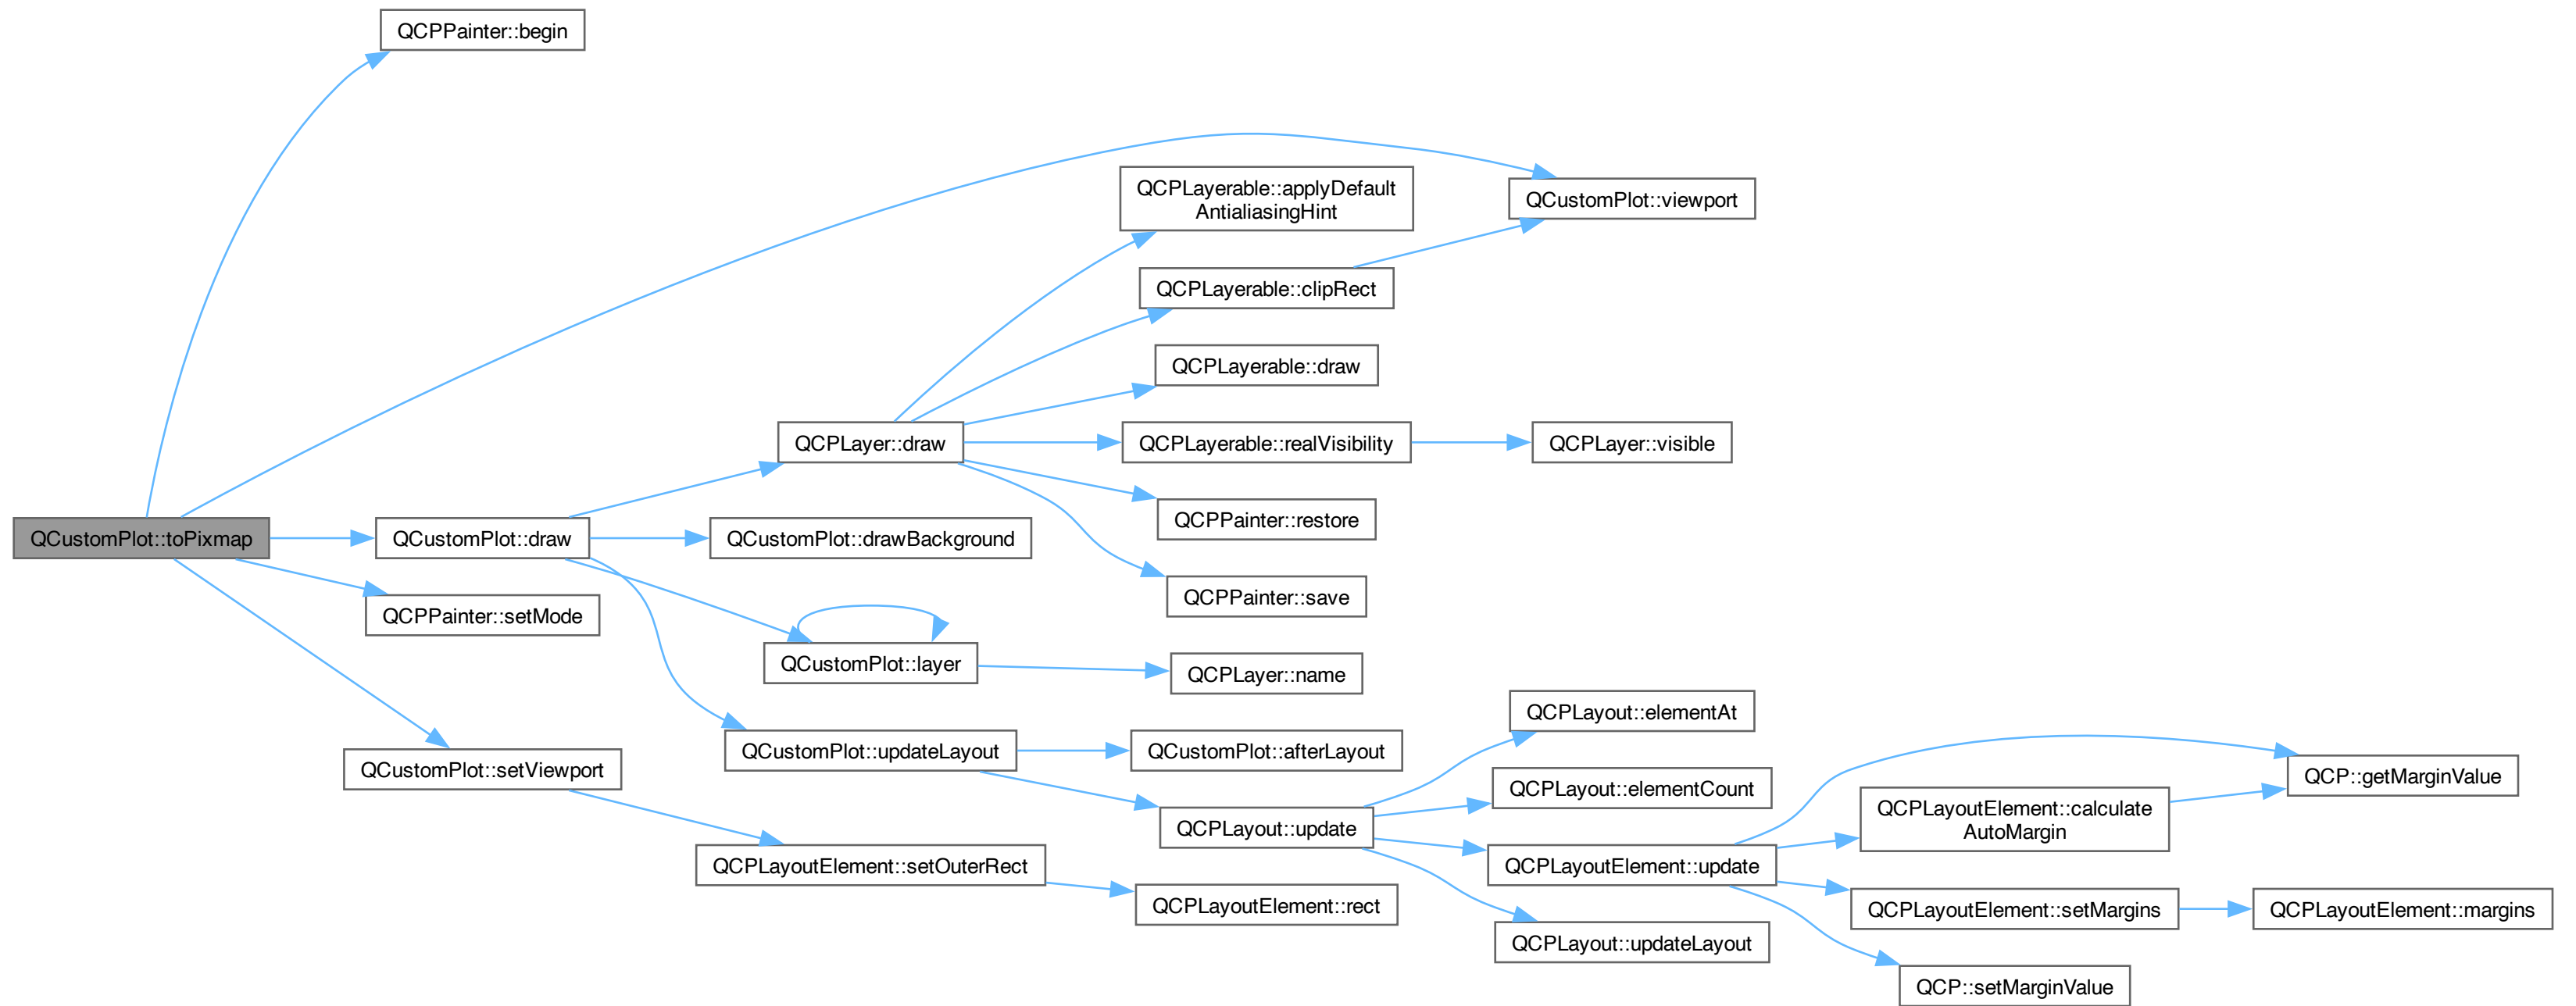 QCPPainter::begin
QCPLayerable::applyDefault
AntialiasingHint
QCustomPlot::viewport
QCPLayerable::clipRect
QCPLayerable::draw
QCPLayer::draw
QCPLayerable::realVisibility
QCPLayer::visible
QCPPainter::restore
QCustomPlot::toPixmap
QCustomPlot::draw
QCustomPlot::drawBackground
QCPPainter::save
QCPPainter::setMode
QCustomPlot::layer
QCPLayer::name
QCPLayout::elementAt
QCustomPlot::updateLayout
QCustomPlot::afterLayout
QCustomPlot::setViewport
QCP::getMarginValue
QCPLayout::elementCount
QCPLayoutElement::calculate
AutoMargin
QCPLayout::update
QCPLayoutElement::setOuterRect
QCPLayoutElement::update
QCPLayoutElement::rect
QCPLayoutElement::setMargins
QCPLayoutElement::margins
QCPLayout::updateLayout
QCP::setMarginValue